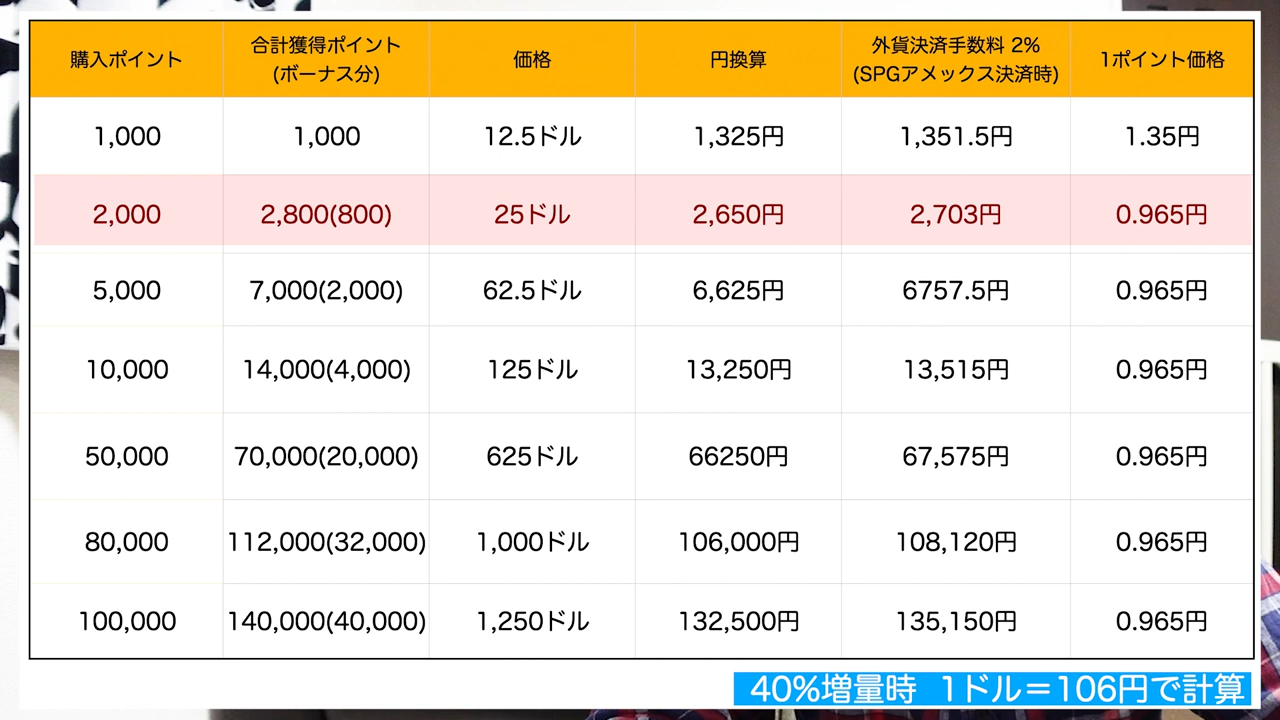 購入ポイント 合計獲得ポイント 価格 円換算 外貨決済手数料 2% 1ポイント価格
(ボーナス分) (SPGアメックス決済時)
1,000 1,000 12.5ドル 1,325円 1,351.5円 1.35円
2,000 2,800(800) 25ドル 2,650円 2,703円 0.965円
5,000 7,000(2,000) 62.5ドル 6,625円 6757.5円 0.965円
10,000 14,000(4,000) 125ドル 13,250円 13,515円 0.965円
50,000 70,000(20,000) 625ドル 66250円 67,575円 0.965円
80,000 112,000(32,000) 1,000ドル 106,000円 108,120円 0.965円
100,000 140,000(40,000) 1,250ドル 132,500円 135,150円 0.965円
40%増量時 1ドル＝106円で計算